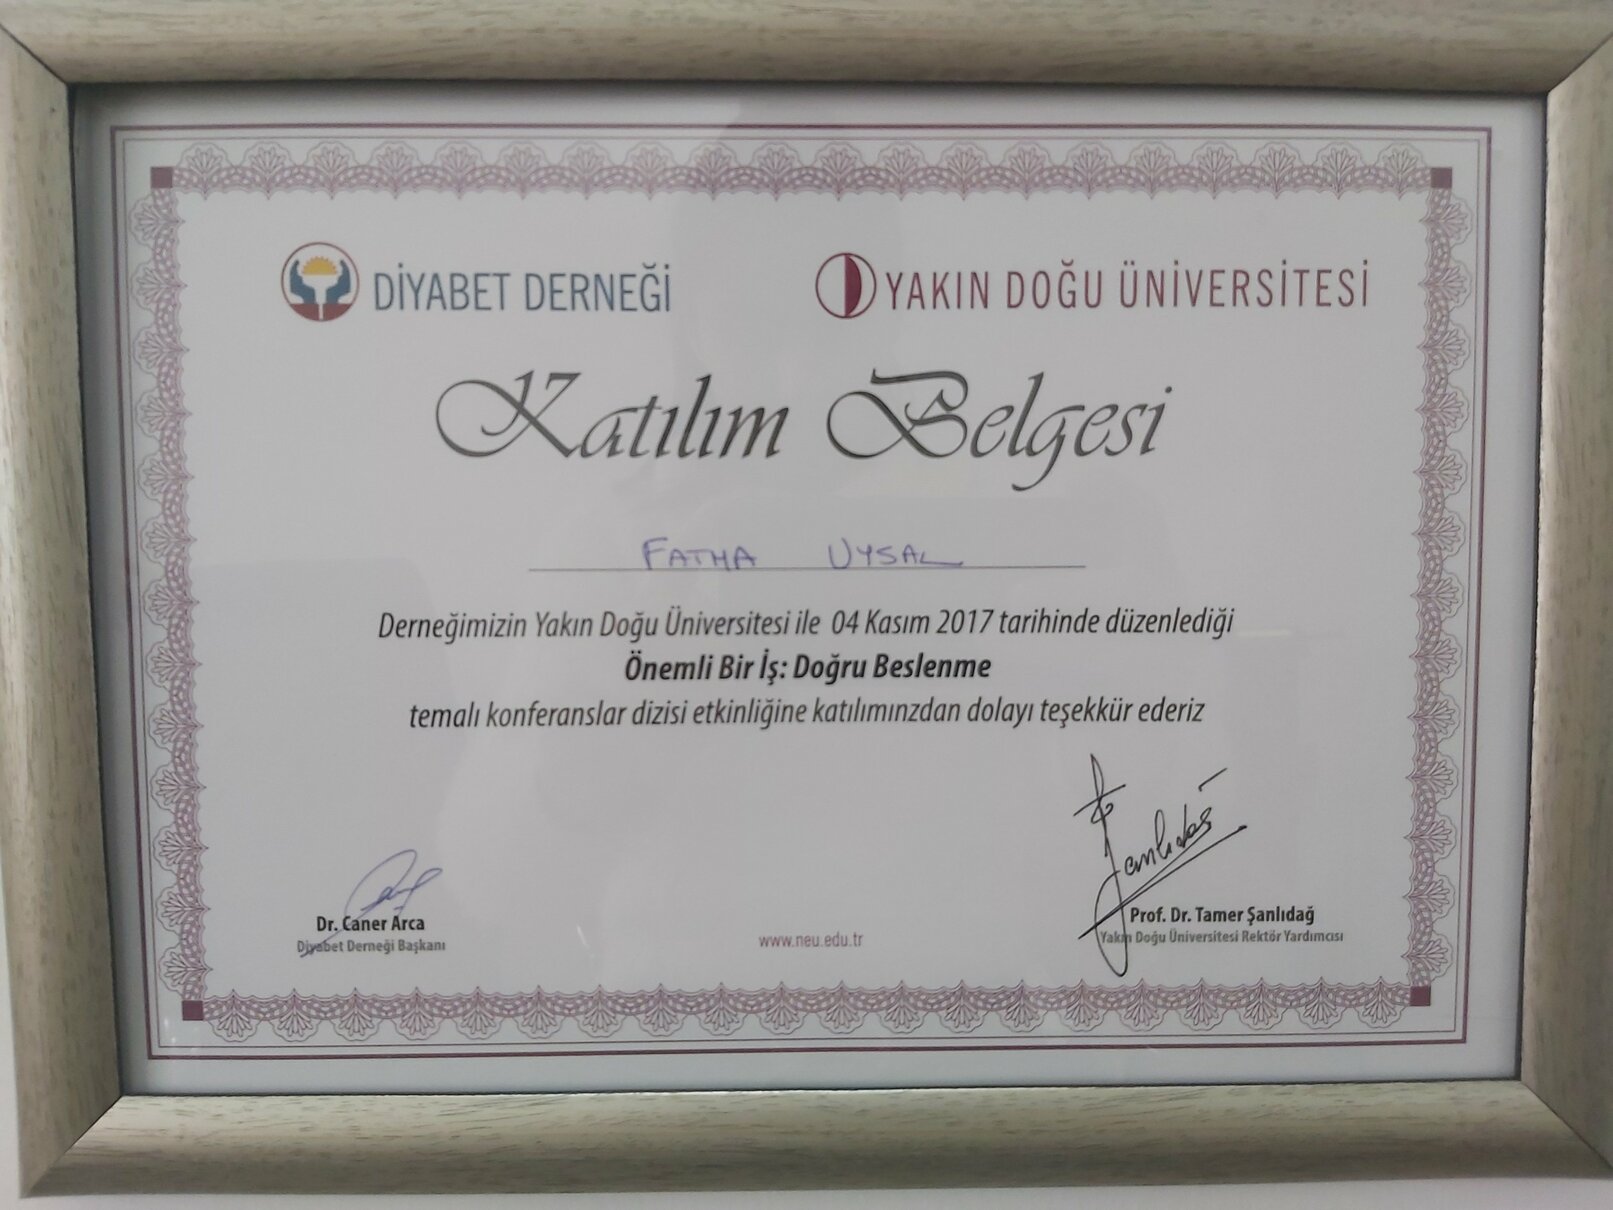 DİYABET DERNEĞİ
YAKIN DOĞU ÜNİVERSİTESİ
Katılım Belgesi
FATMA UYSAL
Derneğimizin Yakın Doğu Üniversitesi ile 04 Kasım 2017 tarihinde düzenlediği
Önemli Bir İş: Doğru Beslenme
temalı konferanslar dizisi etkinliğine katılımınzdan dolayı teşekkür ederiz
Dr. Caner Arca
Diyabet Derneği Başkanı
www.neu.edu.tr
Şanlıdağ
Prof. Dr. Tamer Şanlıdağ
Yakın Doğu Üniversitesi Rektör Yardımcısı